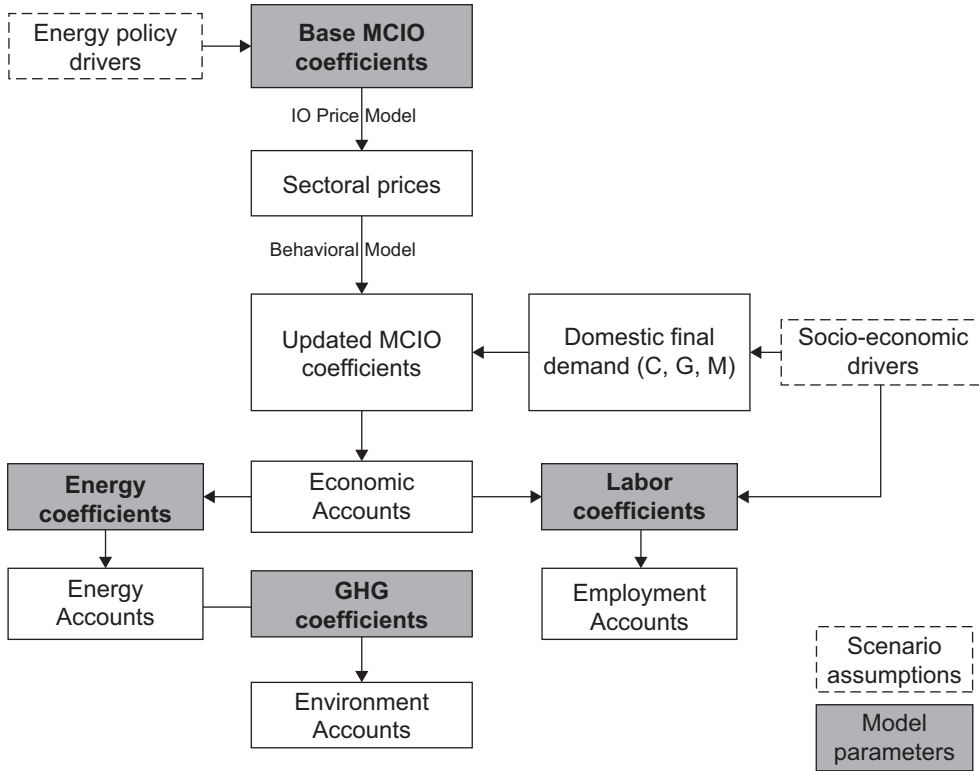 Energy policy
drivers
Base MCIO
coefficients
IO Price Model
Sectoral prices
Behavioral Model
Updated MCIO
coefficients
Domestic final
demand (C, G, M)
Socio-economic
drivers
Energy
coefficients
Economic
Accounts
Labor
coefficients
Energy
Accounts
GHG
coefficients
Employment
Accounts
Environment
Accounts
Scenario
assumptions
Model
parameters